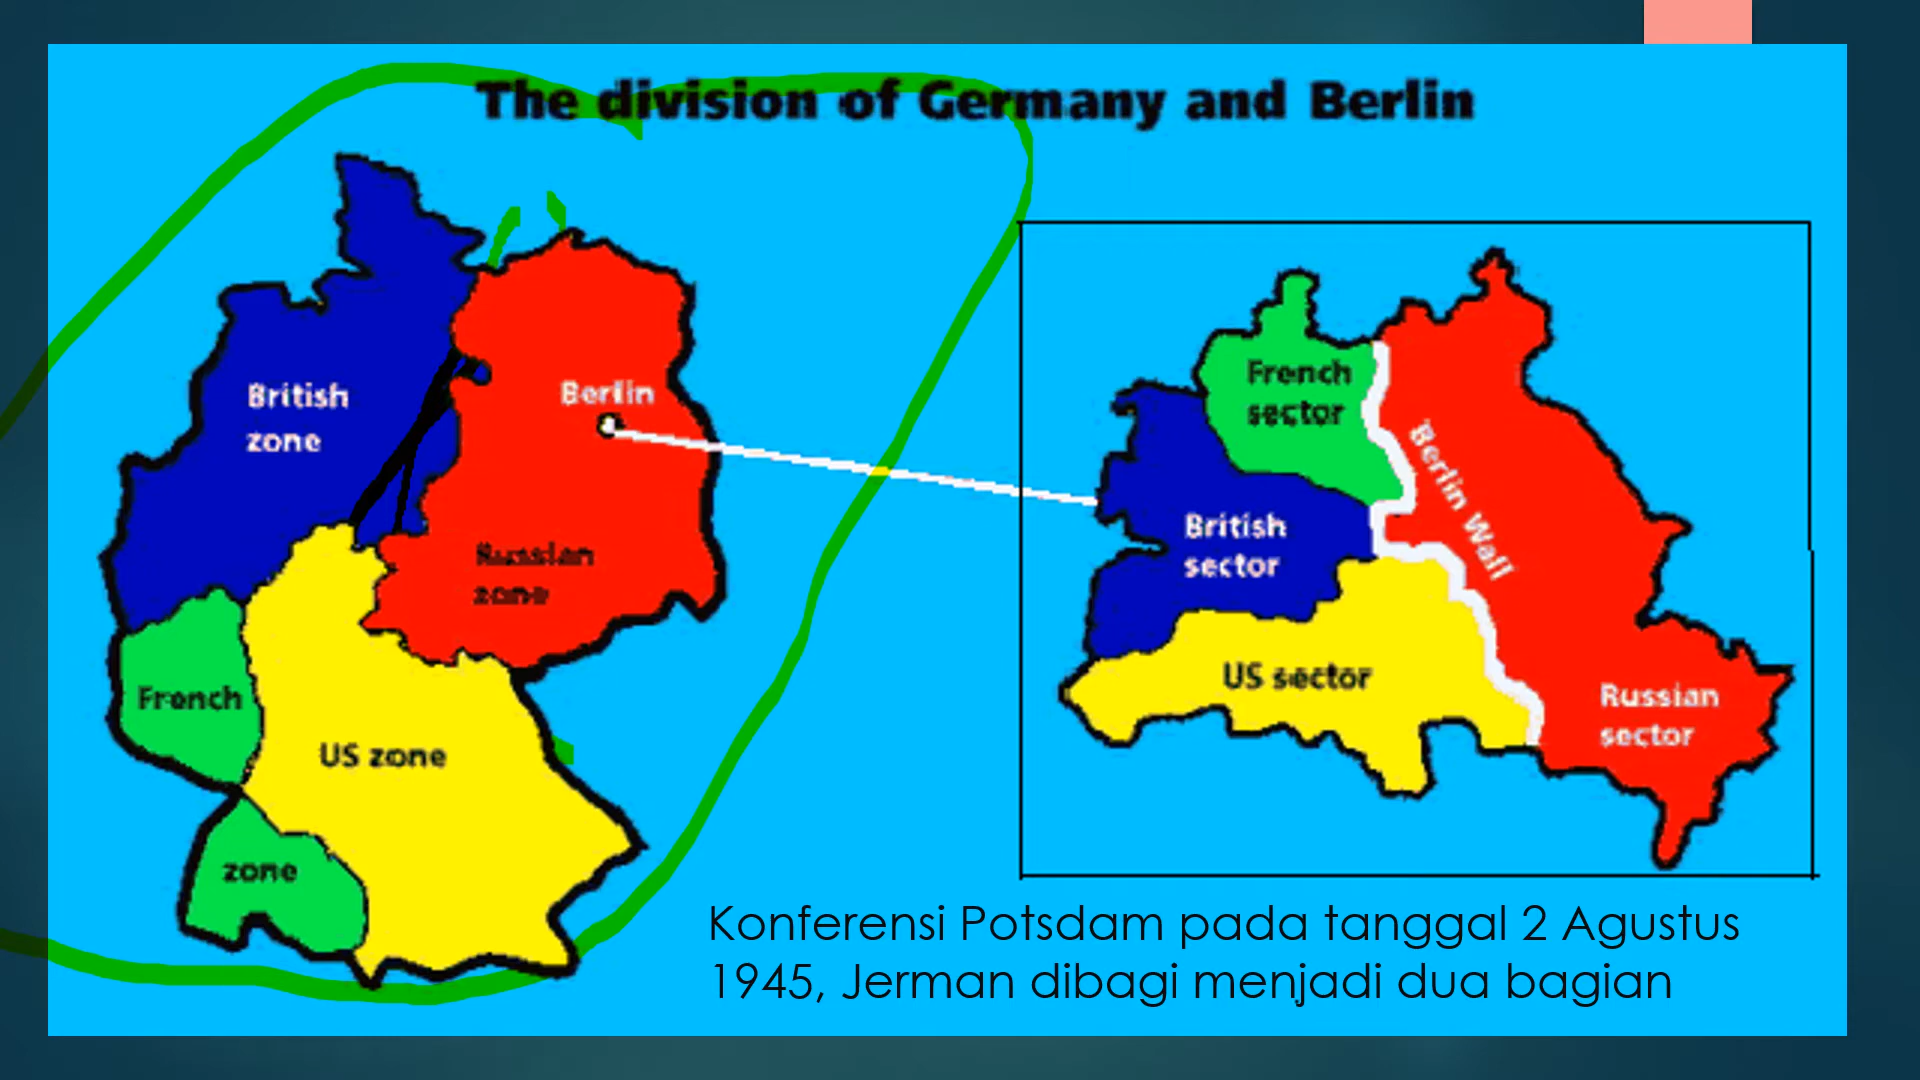 The division of Germany and Berlin
British
zone
Berlin
Russian
zone
French
US zone
zone
French
sector
Berlin Wall
British
sector
US sector
Russian
sector
Konferensi Potsdam pada tanggal 2 Agustus
1945, Jerman dibagi menjadi dua bagian